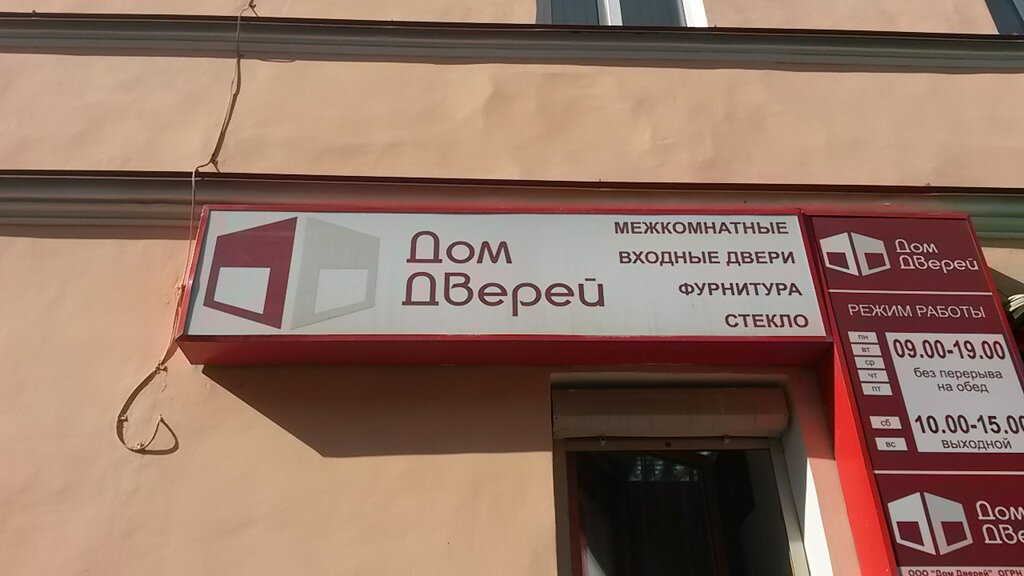 Дом
Дверей
МЕЖКОМНАТНЫЕ
ВХОДНЫЕ ДВЕРИ
ФУРНИТУРА
СТЕКЛО
Дом
Дверей
РЕЖИМ РАБОТЫ
пн
вт
ср
чт
пт
09.00-19.00
без перерыва
на обед
сб
10.00-15.00
вс
ВЫХОДНОЙ
Дом
Две
ООО "Дом Дверей" ОГРН